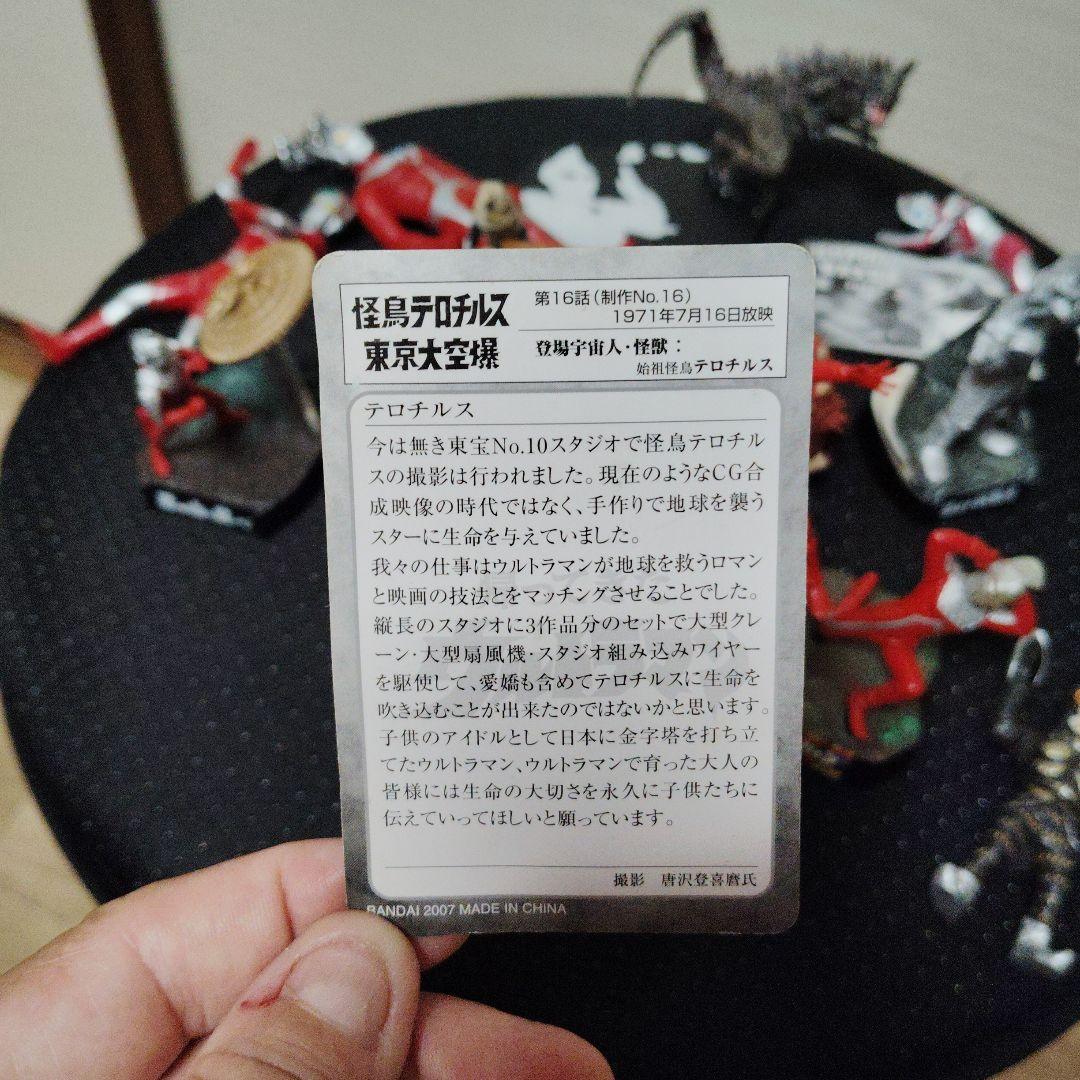 怪鳥テロチルス
東京大空爆
第16話（制作No.16）
1971年7月16日放映
登場宇宙人・怪獣：
始祖怪鳥テロチルス
テロチルス
今は無き東宝No.10スタジオで怪鳥テロチル
スの撮影は行われました。現在のようなCG合
成映像の時代ではなく、手作りで地球を襲う
スターに生命を与えていました。
我々の仕事はウルトラマンが地球を救うロマン
と映画の技法とをマッチングさせることでした。
縦長のスタジオに3作品分のセットで大型クレ
ーン・大型扇風機・スタジオ組み込みワイヤー
を駆使して、愛嬌も含めてテロチルスに生命を
吹き込むことが出来たのではないかと思います。
子供のアイドルとして日本に金字塔を打ち立
てたウルトラマン、ウルトラマンで育った大人の
皆様には生命の大切さを永久に子供たちに
伝えていってほしいと願っています。
撮影　唐沢登喜麿氏
BANDAI 2007 MADE IN CHINA